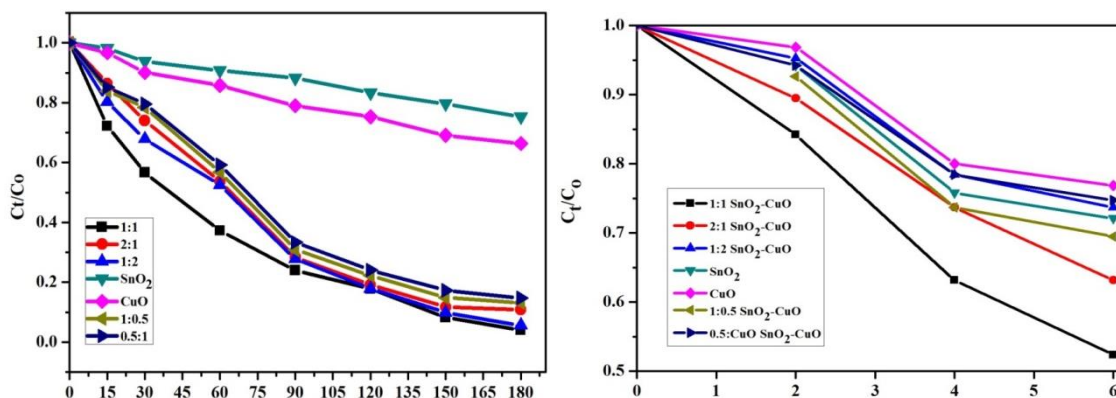 Ct/Co
1.0
0.8
0.6
0.4
0.2
0.0
1:1
2:1
1:2
SnO₂
CuO
1:0.5
0.5:1
0 15 30 45 60 75 90 105 120 135 150 165 180
Cₜ/Cₒ
1.0
0.9
0.8
0.7
0.6
0.5
1:1 SnO₂-CuO
2:1 SnO₂-CuO
1:2 SnO₂-CuO
SnO₂
CuO
1:0.5 SnO₂-CuO
0.5:CuO SnO₂-CuO
0 1 2 3 4 5 6